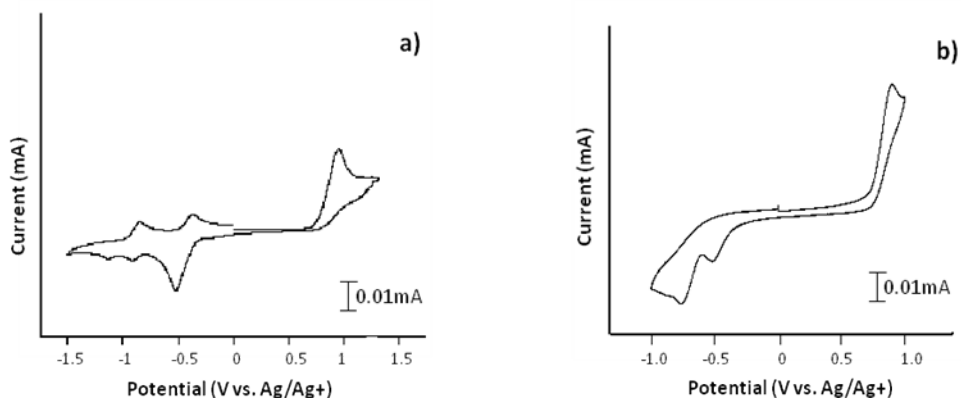 a)
Current (mA)
0.01mA
-1.5 -1 -0.5 0 0.5 1 1.5
Potential (V vs. Ag/Ag+)
b)
Current (mA)
0.01mA
-1.0 -0.5 0 0.5 1.0
Potential (V vs. Ag/Ag+)